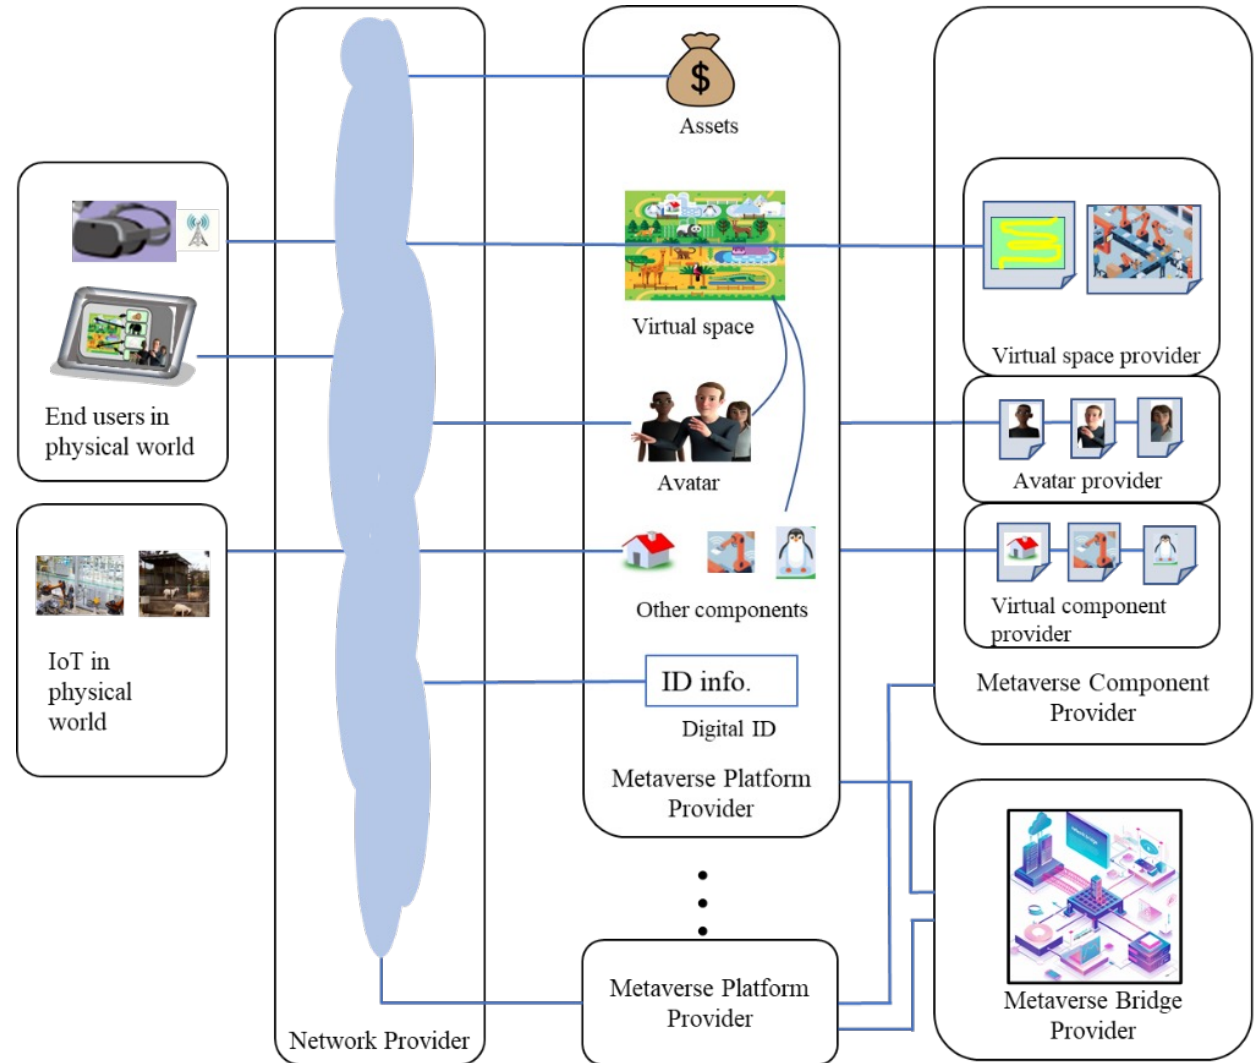 $
Assets
Virtual space
Virtual space provider
End users in
physical world
Avatar
Avatar provider
Other components
Virtual component
provider
IoT in
physical
world
ID info.
Digital ID
Metaverse Component
Provider
Metaverse Platform
Provider
Metaverse Platform
Provider
Metaverse Bridge
Provider
Network Provider